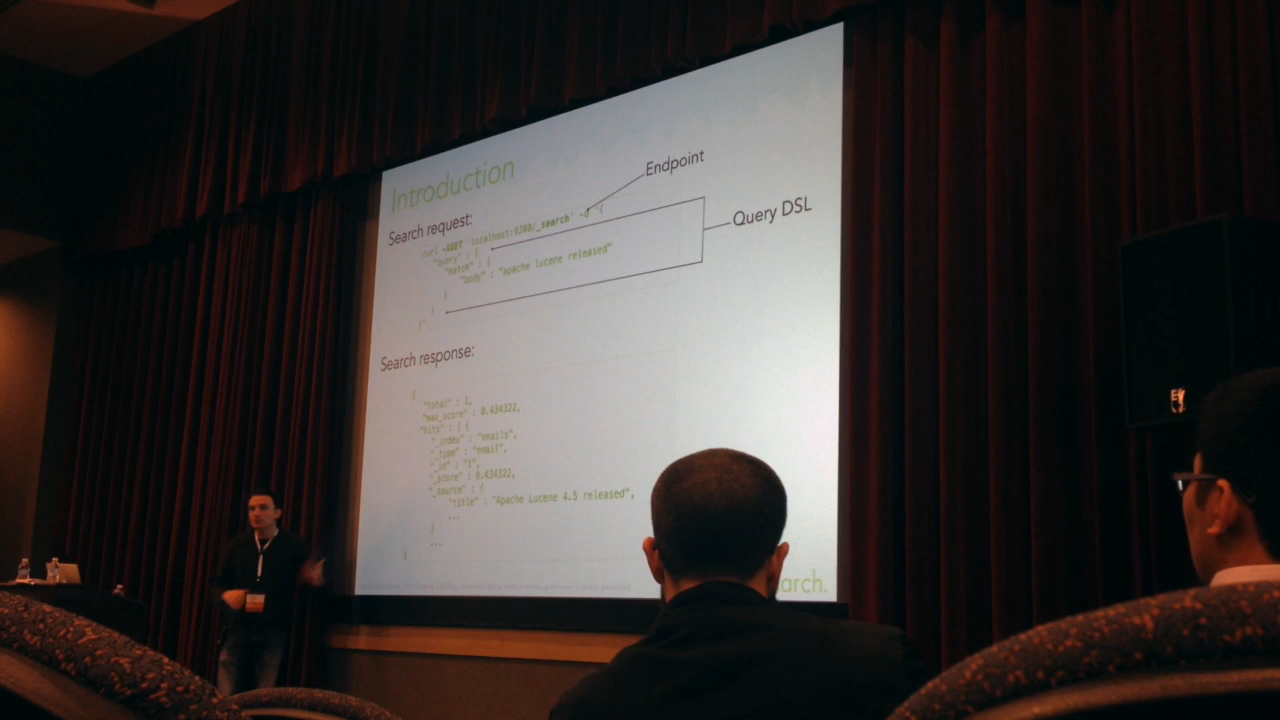 Introduction
Endpoint
Search request:
curl -XGET 'localhost:9200/_search' -d '{
"query" : {
"match" : {
"body" : "apache lucene released"
}
}
}'
Query DSL
Search response:
{
"total" : 1,
"max_score" : 0.434322,
"hits" : [ {
"_index" : "emails",
"_type" : "email",
"_id" : "1",
"_score" : 0.434322,
"_source" : {
"title" : "Apache Lucene 4.5 released",
...
}
...
}
arch.
EV